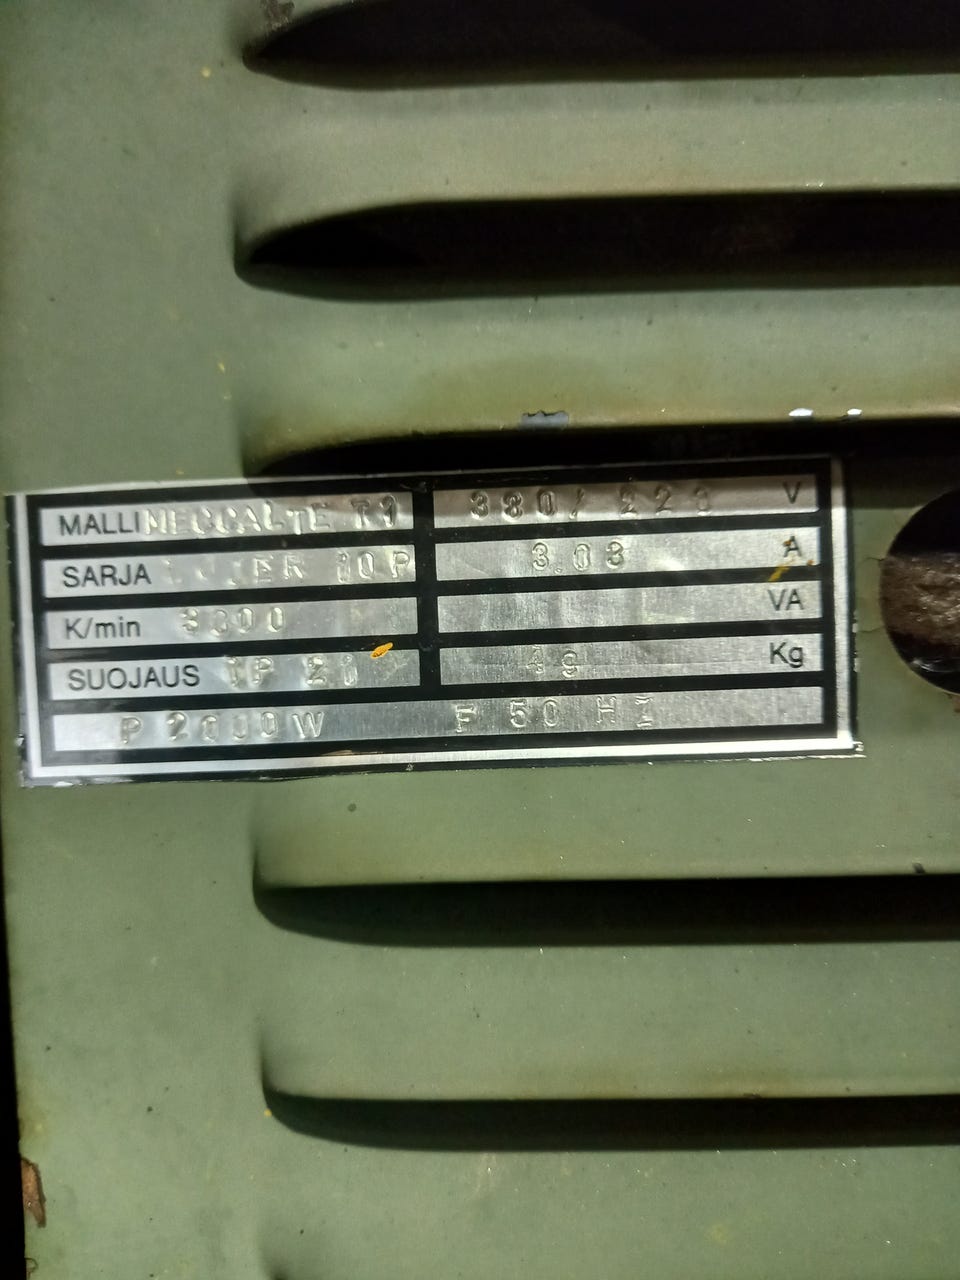 MALLI MECCALTE T1 380/ 220 V
SARJA 10P 3.03 A
K/min 3000 VA
SUOJAUS IP 21 Kg
P 2000W F 50 HZ